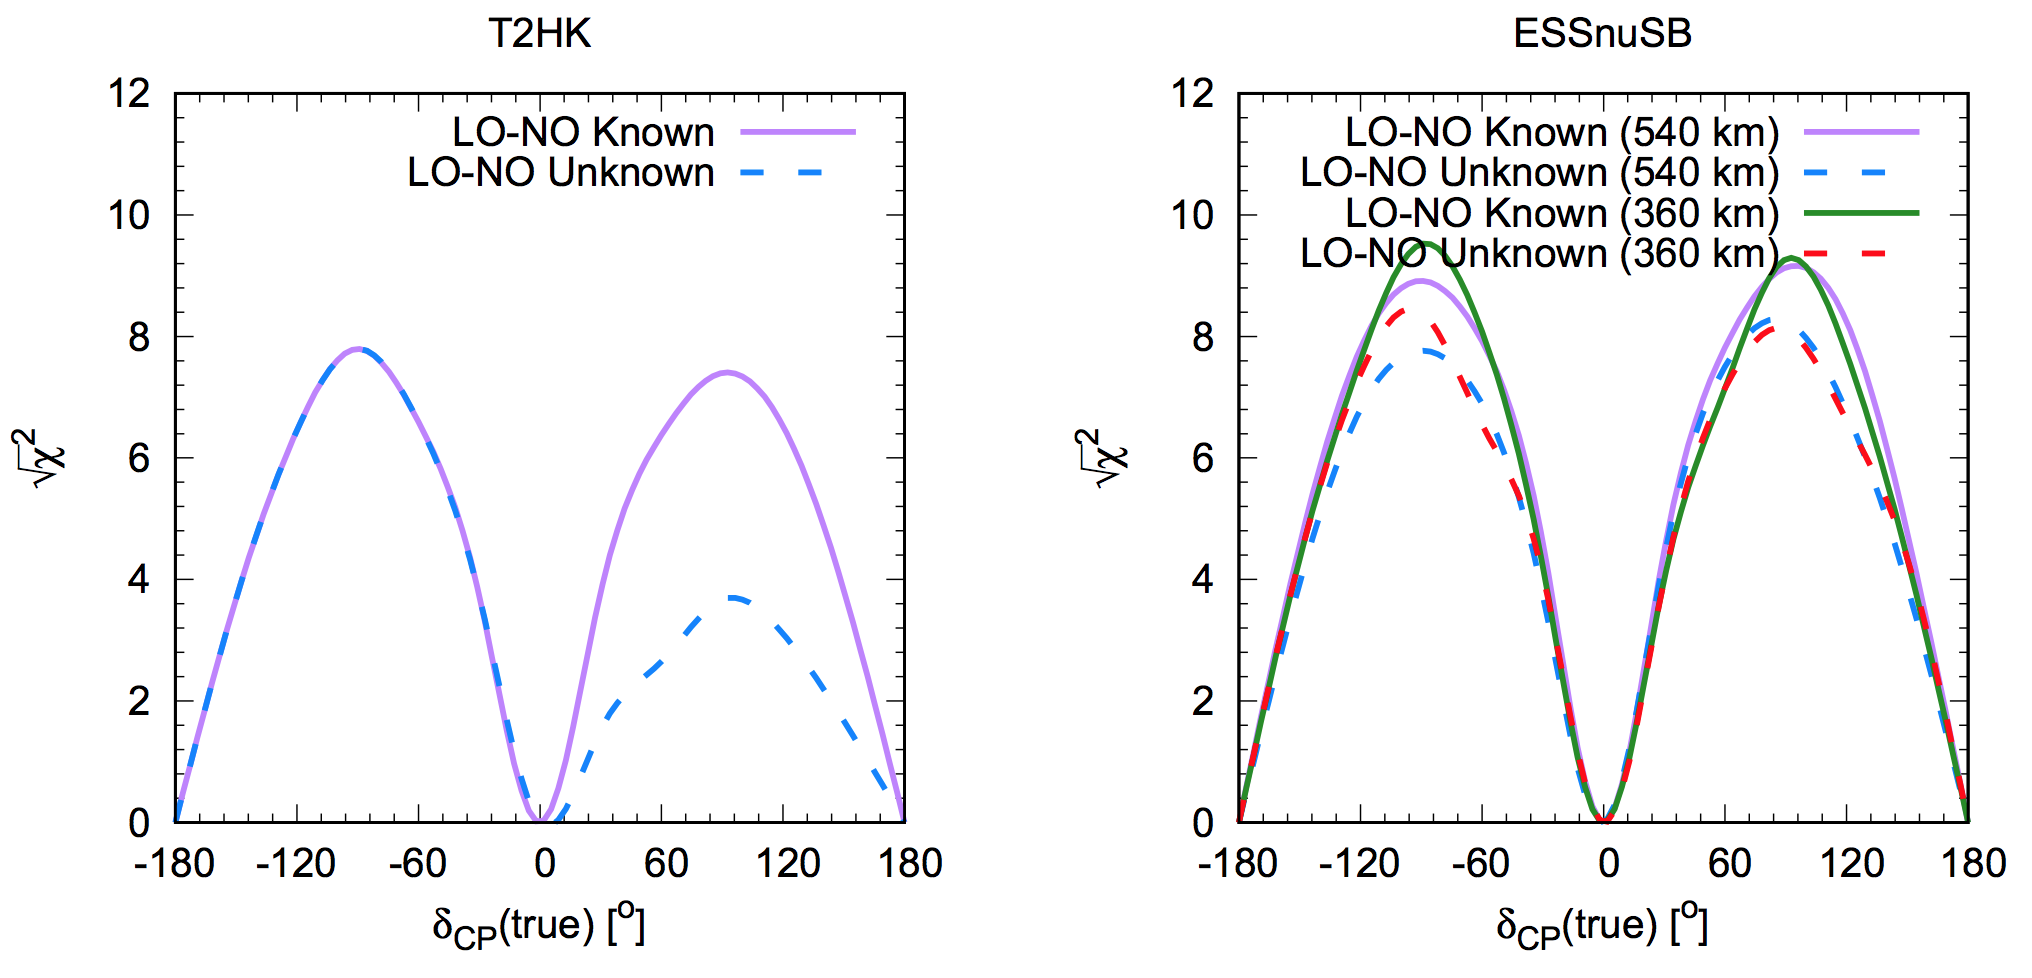 T2HK
12
10
8
6
4
2
0
√χ²
LO-NO Known
LO-NO Unknown
-180 -120 -60 0 60 120 180
δCP(true) [o]
ESSnuSB
12
10
8
6
4
2
0
√χ²
LO-NO Known (540 km)
LO-NO Unknown (540 km)
LO-NO Known (360 km)
LO-NO Unknown (360 km)
-180 -120 -60 0 60 120 180
δCP(true) [o]